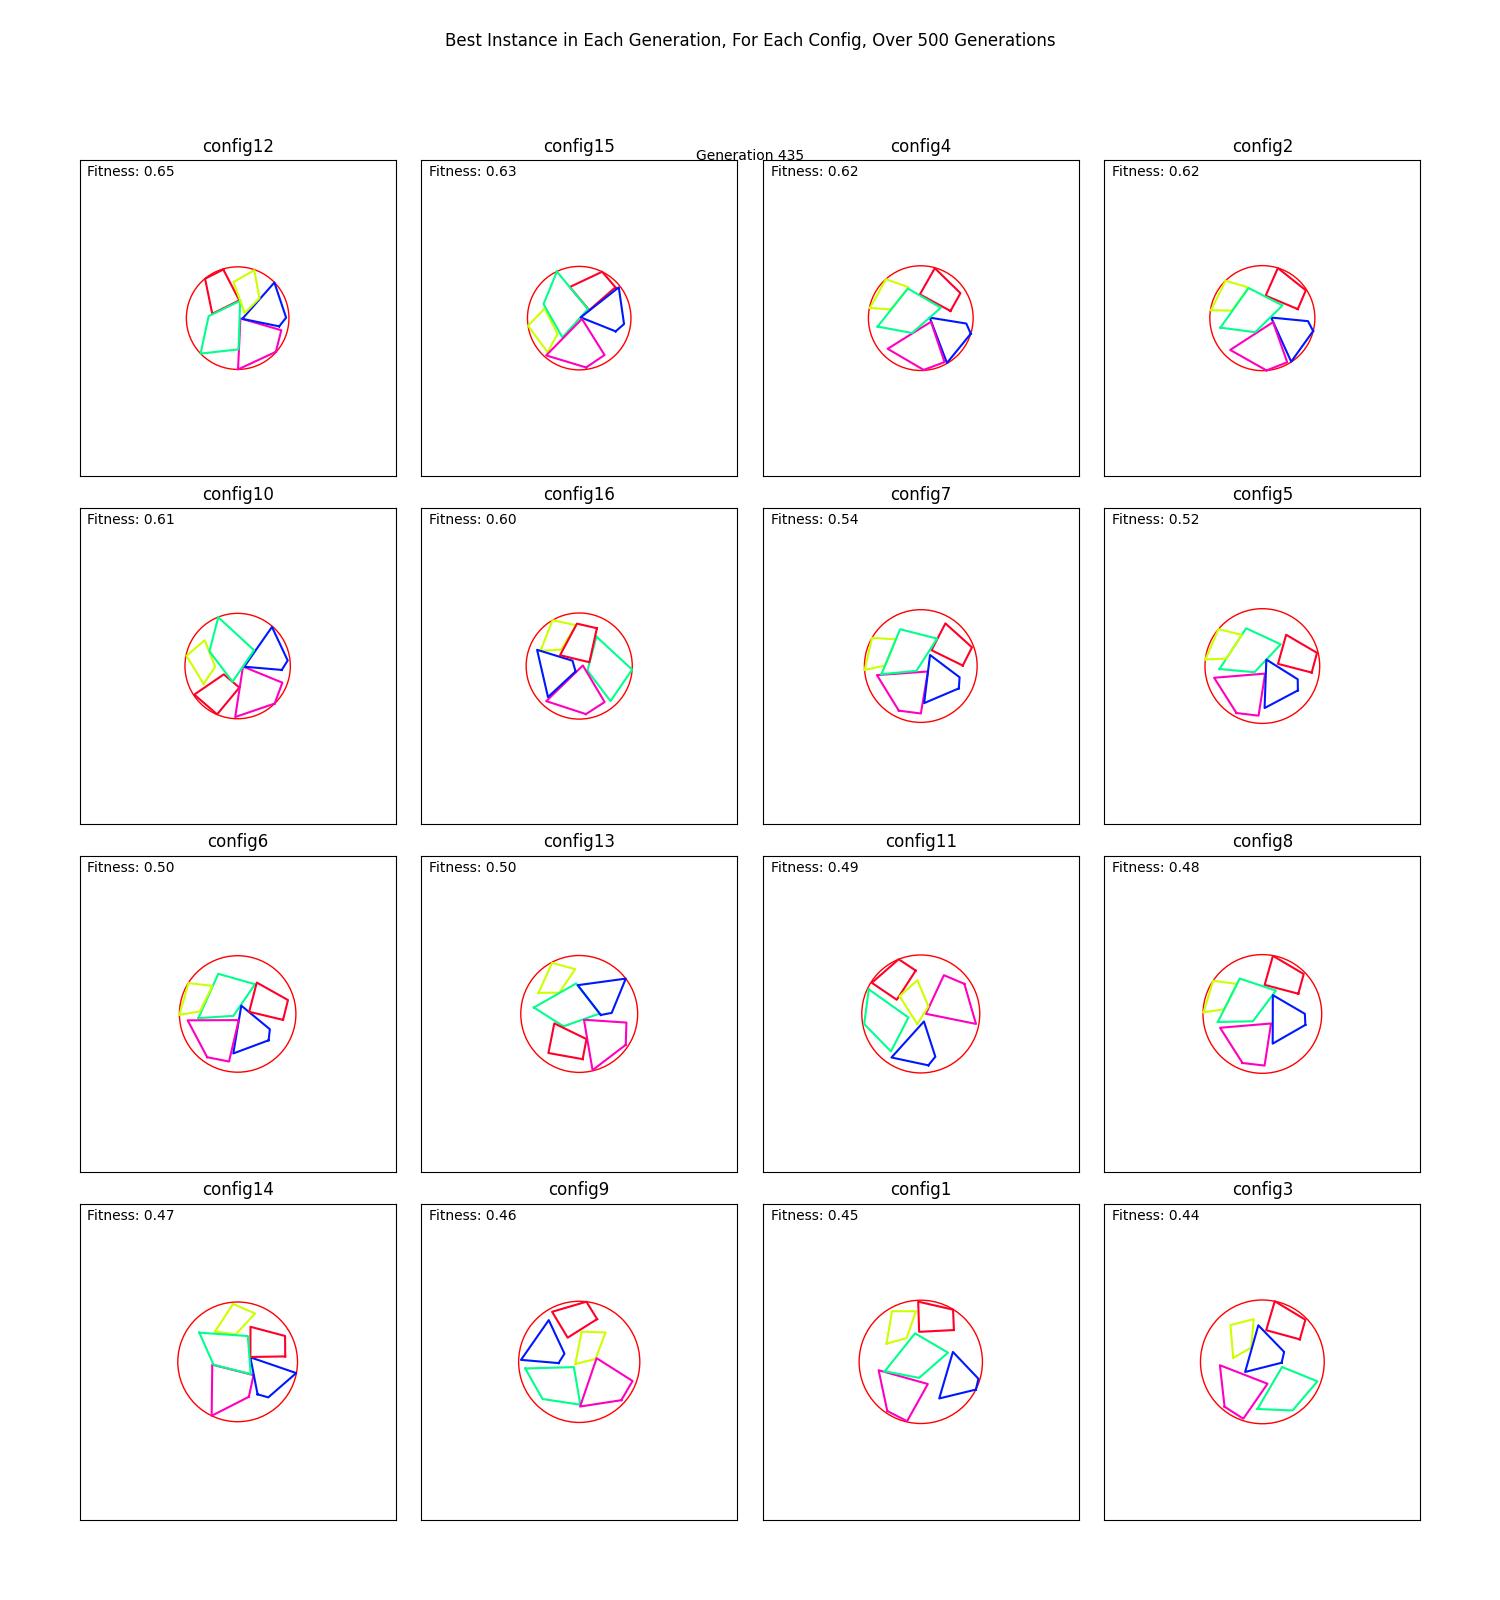 Best Instance in Each Generation, For Each Config, Over 500 Generations
config12
config15
Generation 435
config4
config2
Fitness: 0.65
Fitness: 0.63
Fitness: 0.62
Fitness: 0.62
config10
config16
config7
config5
Fitness: 0.61
Fitness: 0.60
Fitness: 0.54
Fitness: 0.52
config6
config13
config11
config8
Fitness: 0.50
Fitness: 0.50
Fitness: 0.49
Fitness: 0.48
config14
config9
config1
config3
Fitness: 0.47
Fitness: 0.46
Fitness: 0.45
Fitness: 0.44